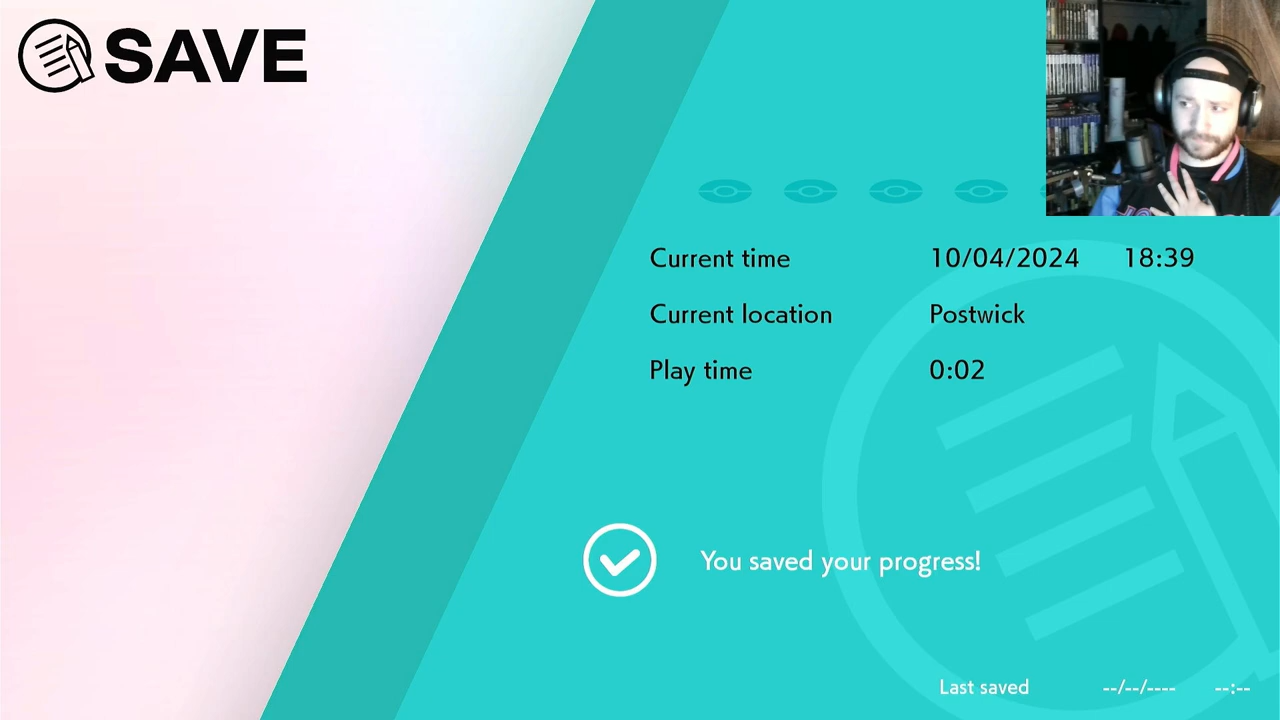 SAVE
Current time 10/04/2024 18:39
Current location Postwick
Play time 0:02
You saved your progress!
Last saved --/--/---- --:--